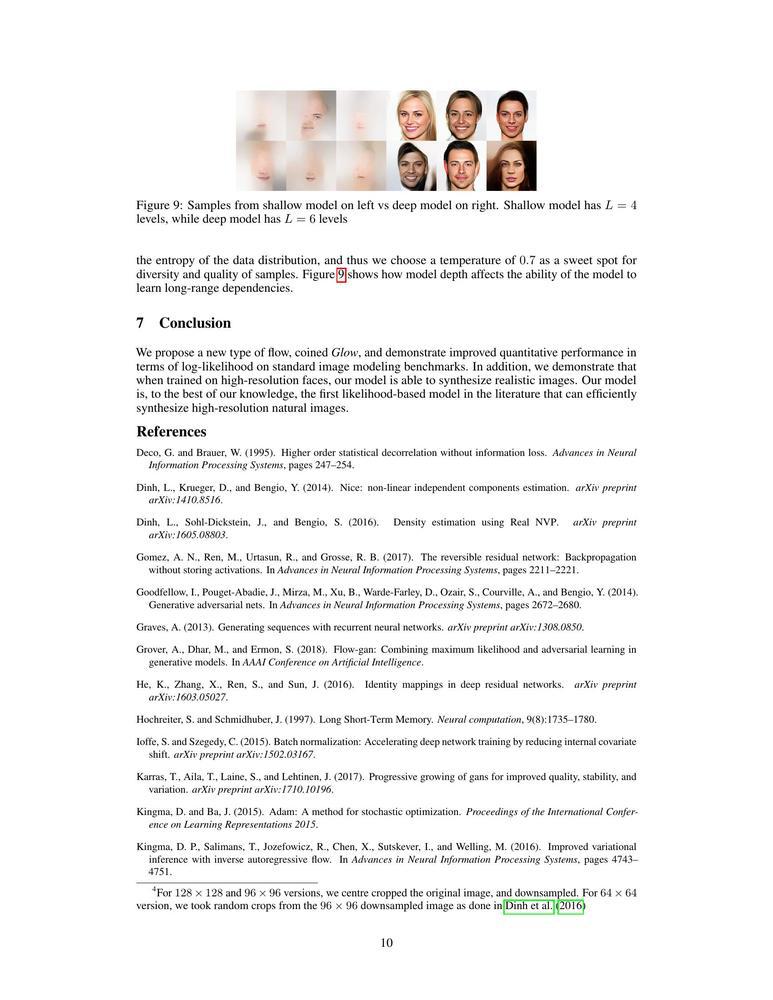 Figure 9: Samples from shallow model on left vs deep model on right. Shallow model has L = 4
levels, while deep model has L = 6 levels
the entropy of the data distribution, and thus we choose a temperature of 0.7 as a sweet spot for
diversity and quality of samples. Figure 9 shows how model depth affects the ability of the model to
learn long-range dependencies.
7 Conclusion
We propose a new type of flow, coined Glow, and demonstrate improved quantitative performance in
terms of log-likelihood on standard image modeling benchmarks. In addition, we demonstrate that
when trained on high-resolution faces, our model is able to synthesize realistic images. Our model
is, to the best of our knowledge, the first likelihood-based model in the literature that can efficiently
synthesize high-resolution natural images.
References
Deco, G. and Brauer, W. (1995). Higher order statistical decorrelation without information loss. Advances in Neural
Information Processing Systems, pages 247–254.
Dinh, L., Krueger, D., and Bengio, Y. (2014). Nice: non-linear independent components estimation. arXiv preprint
arXiv:1410.8516.
Dinh, L., Sohl-Dickstein, J., and Bengio, S. (2016). Density estimation using Real NVP. arXiv preprint
arXiv:1605.08803.
Gomez, A. N., Ren, M., Urtasun, R., and Grosse, R. B. (2017). The reversible residual network: Backpropagation
without storing activations. In Advances in Neural Information Processing Systems, pages 2211–2221.
Goodfellow, I., Pouget-Abadie, J., Mirza, M., Xu, B., Warde-Farley, D., Ozair, S., Courville, A., and Bengio, Y. (2014).
Generative adversarial nets. In Advances in Neural Information Processing Systems, pages 2672–2680.
Graves, A. (2013). Generating sequences with recurrent neural networks. arXiv preprint arXiv:1308.0850.
Grover, A., Dhar, M., and Ermon, S. (2018). Flow-gan: Combining maximum likelihood and adversarial learning in
generative models. In AAAI Conference on Artificial Intelligence.
He, K., Zhang, X., Ren, S., and Sun, J. (2016). Identity mappings in deep residual networks. arXiv preprint
arXiv:1603.05027.
Hochreiter, S. and Schmidhuber, J. (1997). Long Short-Term Memory. Neural computation, 9(8):1735–1780.
Ioffe, S. and Szegedy, C. (2015). Batch normalization: Accelerating deep network training by reducing internal covariate
shift. arXiv preprint arXiv:1502.03167.
Karras, T., Aila, T., Laine, S., and Lehtinen, J. (2017). Progressive growing of gans for improved quality, stability, and
variation. arXiv preprint arXiv:1710.10196.
Kingma, D. and Ba, J. (2015). Adam: A method for stochastic optimization. Proceedings of the International Confer-
ence on Learning Representations 2015.
Kingma, D. P., Salimans, T., Jozefowicz, R., Chen, X., Sutskever, I., and Welling, M. (2016). Improved variational
inference with inverse autoregressive flow. In Advances in Neural Information Processing Systems, pages 4743–
4751.
4For 128 × 128 and 96 × 96 versions, we centre cropped the original image, and downsampled. For 64 × 64
version, we took random crops from the 96 × 96 downsampled image as done in Dinh et al. (2016)
10